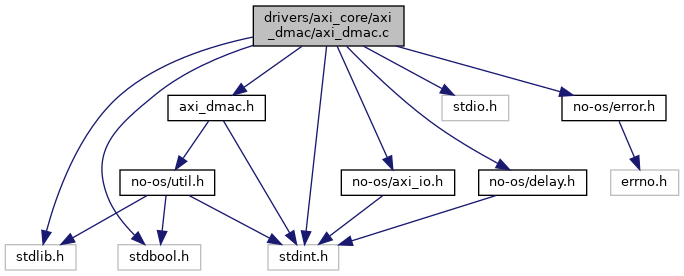 drivers/axi_core/axi
_dmac/axi_dmac.c
axi_dmac.h
stdio.h
no-os/error.h
no-os/util.h
no-os/axi_io.h
no-os/delay.h
errno.h
stdlib.h
stdbool.h
stdint.h